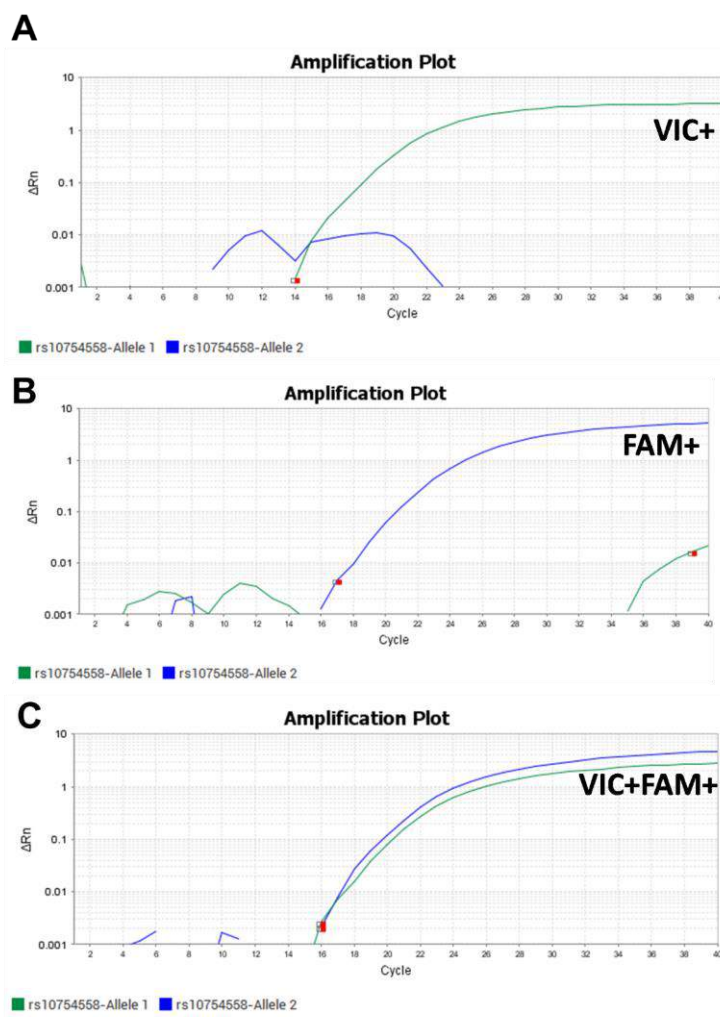 A
Amplification Plot
10
1
0.1
0.01
0.001
ΔRn
VIC+
2 4 6 8 10 12 14 16 18 20 22 24 26 28 30 32 34 36 38 40
Cycle
rs10754558-Allele 1 rs10754558-Allele 2
B
Amplification Plot
10
1
0.1
0.01
0.001
ΔRn
FAM+
2 4 6 8 10 12 14 16 18 20 22 24 26 28 30 32 34 36 38 40
Cycle
rs10754558-Allele 1 rs10754558-Allele 2
C
Amplification Plot
10
1
0.1
0.01
0.001
ΔRn
VIC+FAM+
2 4 6 8 10 12 14 16 18 20 22 24 26 28 30 32 34 36 38 40
Cycle
rs10754558-Allele 1 rs10754558-Allele 2